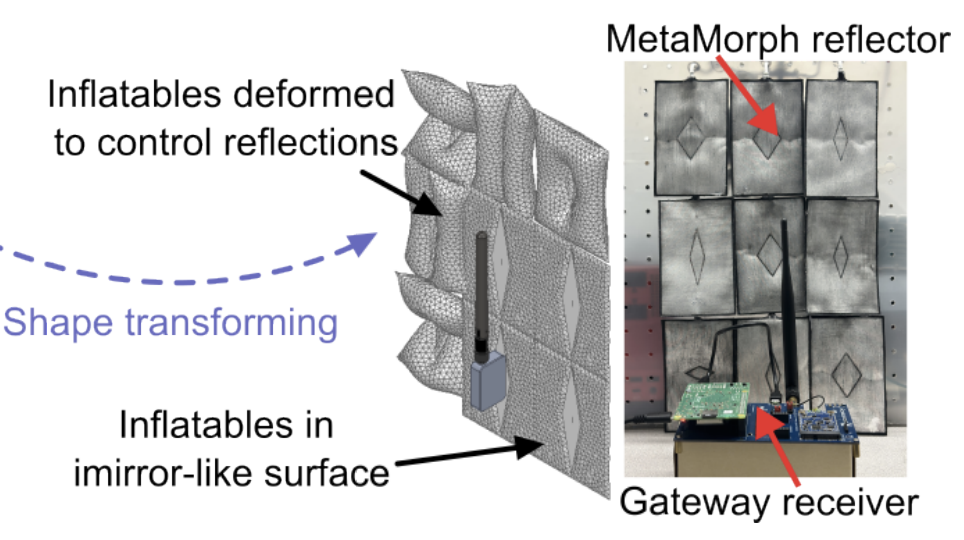 MetaMorph reflector
Inflatables deformed
to control reflections
Shape transforming
Inflatables in
imirror-like surface
Gateway receiver